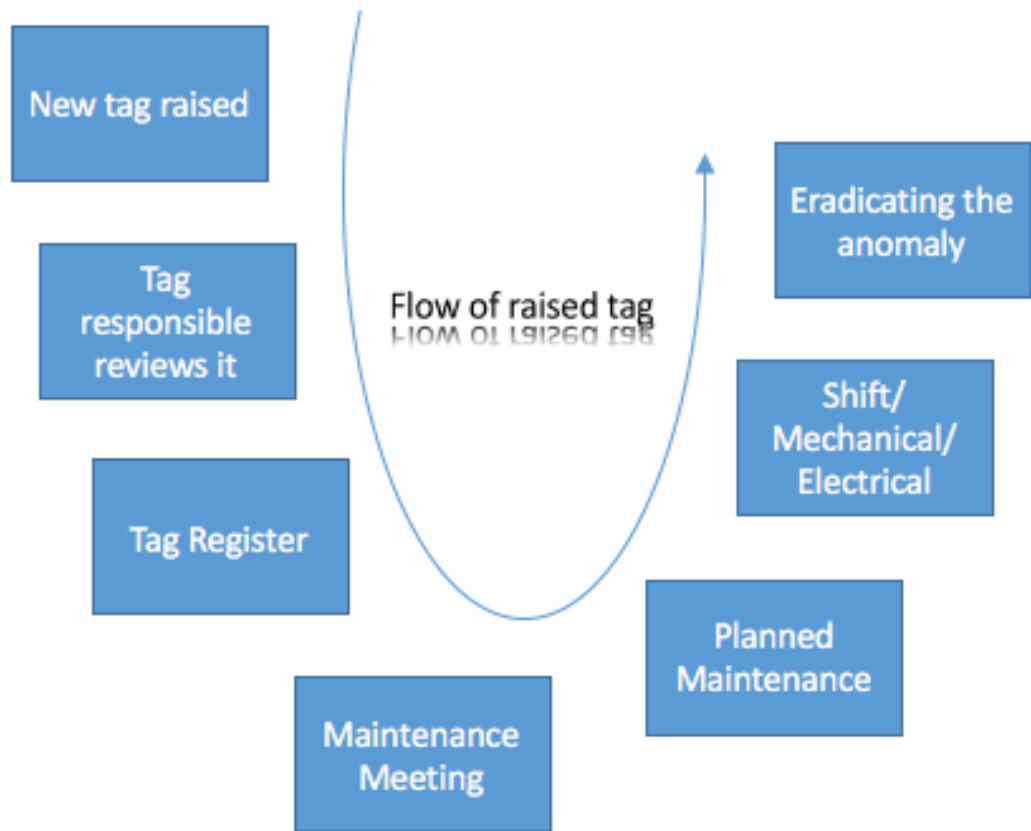 New tag raised
Tag
responsible
reviews it
Tag Register
Maintenance
Meeting
Planned
Maintenance
Shift/
Mechanical/
Electrical
Eradicating the
anomaly
Flow of raised tag